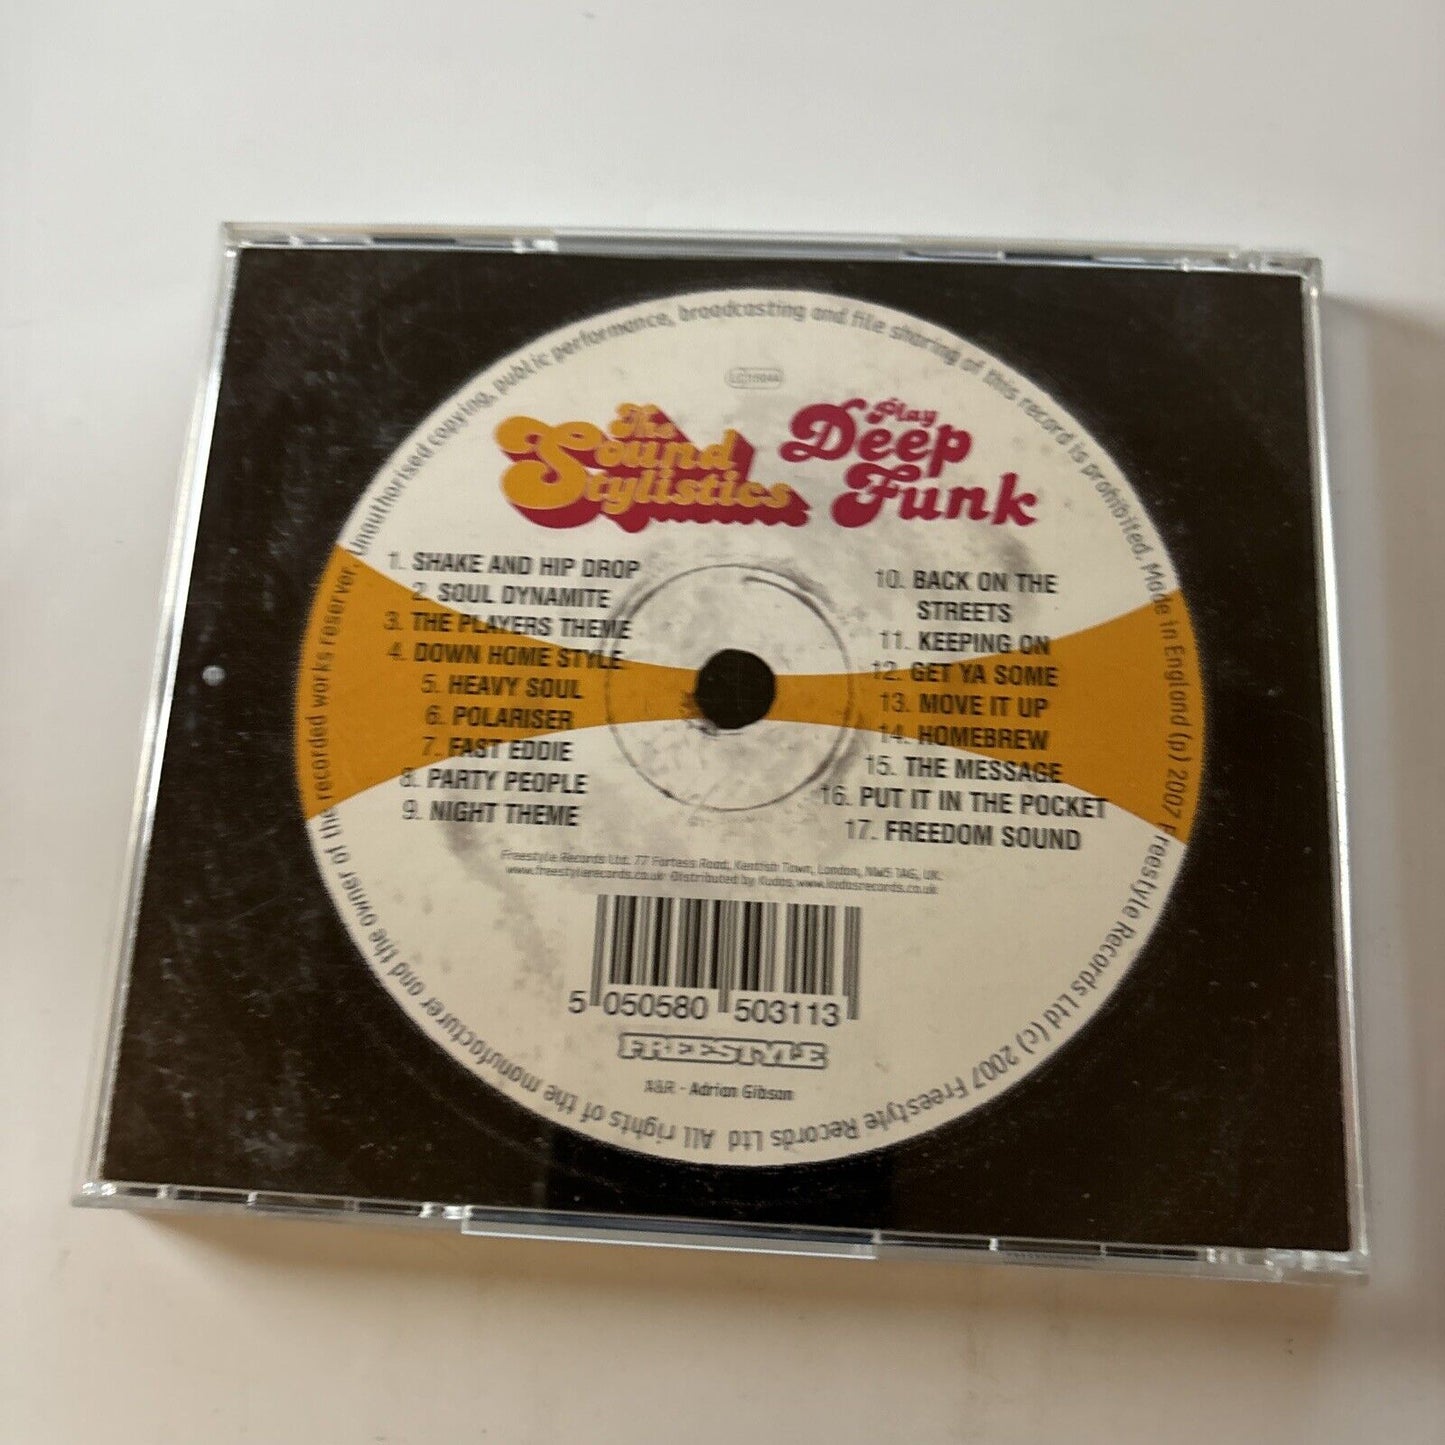 Unauthorised copying, public performance, broadcasting and file sharing of this record is prohibited. Made in England (p) 2007 Freestyle Records Ltd (c) 2007 Freestyle Records Ltd All rights of the manufacturer and the owner of the recorded works reserver.
LC15044
The Sound Stylistics
Play Deep Funk
1. SHAKE AND HIP DROP
2. SOUL DYNAMITE
3. THE PLAYERS THEME
4. DOWN HOME STYLE
5. HEAVY SOUL
6. POLARISER
7. FAST EDDIE
8. PARTY PEOPLE
9. NIGHT THEME
10. BACK ON THE
STREETS
11. KEEPING ON
12. GET YA SOME
13. MOVE IT UP
14. HOMEBREW
15. THE MESSAGE
16. PUT IT IN THE POCKET
17. FREEDOM SOUND
Freestyle Records Ltd. 77 Fortess Road, Kentish Town, London, NW5 1AG, UK.
www.freestylerecords.co.uk Distributed by Kudos, www.kudosrecords.co.uk
5 050580 503113
FREESTYLE
A&R - Adrian Gibson